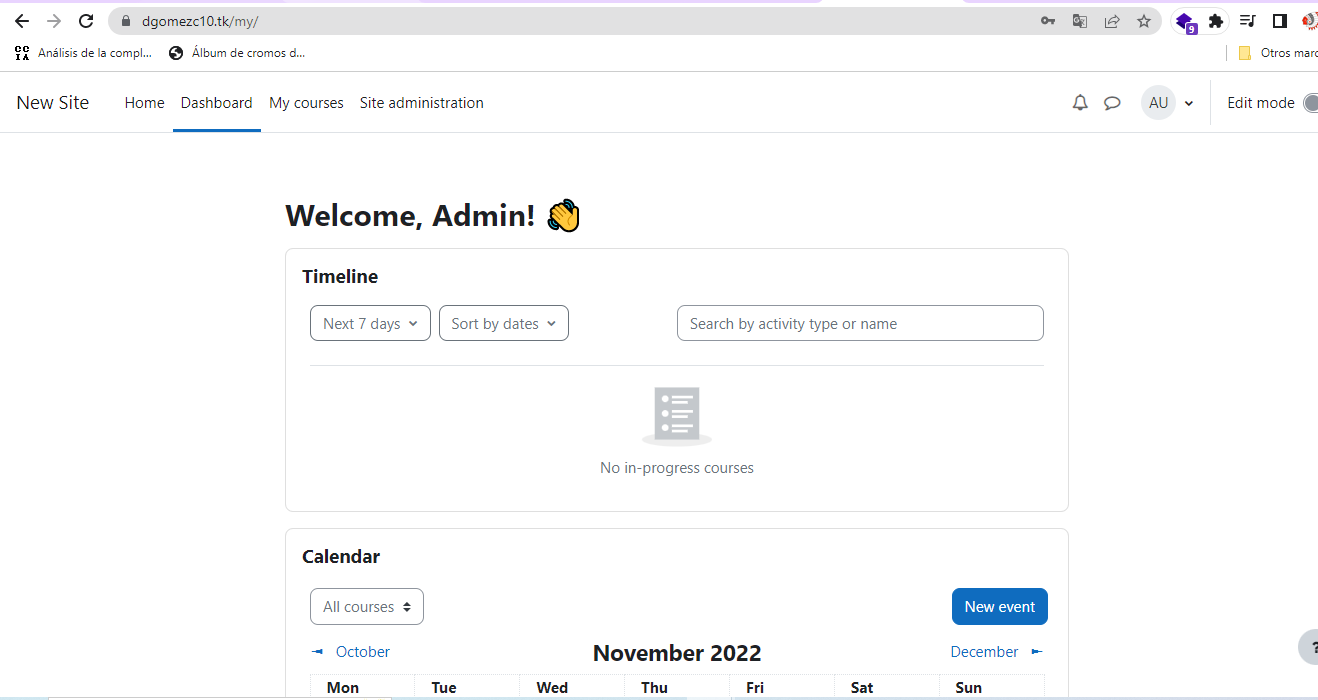 dgomezc10.tk/my/
9
CC Análisis de la compl... Álbum de cromos d... Otros marc
IA
New Site Home Dashboard My courses Site administration AU Edit mode
Welcome, Admin! 👋
Timeline
Next 7 days Sort by dates Search by activity type or name
No in-progress courses
Calendar
All courses New event
October November 2022 December
?
Mon Tue Wed Thu Fri Sat Sun